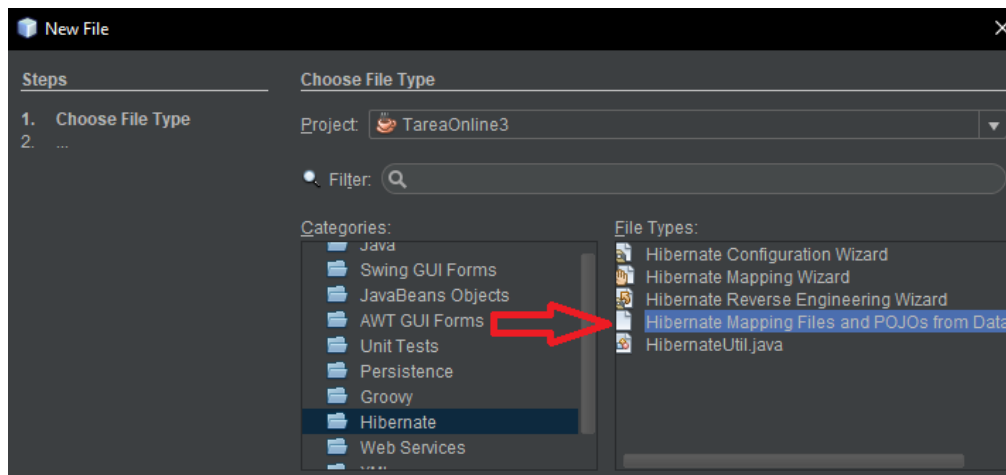 New File
Steps
1. Choose File Type
2. ...
Choose File Type
Project: TareaOnline3
Filter:
Categories:
Java
Swing GUI Forms
JavaBeans Objects
AWT GUI Forms
Unit Tests
Persistence
Groovy
Hibernate
Web Services
File Types:
Hibernate Configuration Wizard
Hibernate Mapping Wizard
Hibernate Reverse Engineering Wizard
Hibernate Mapping Files and POJOs from Data
HibernateUtil.java